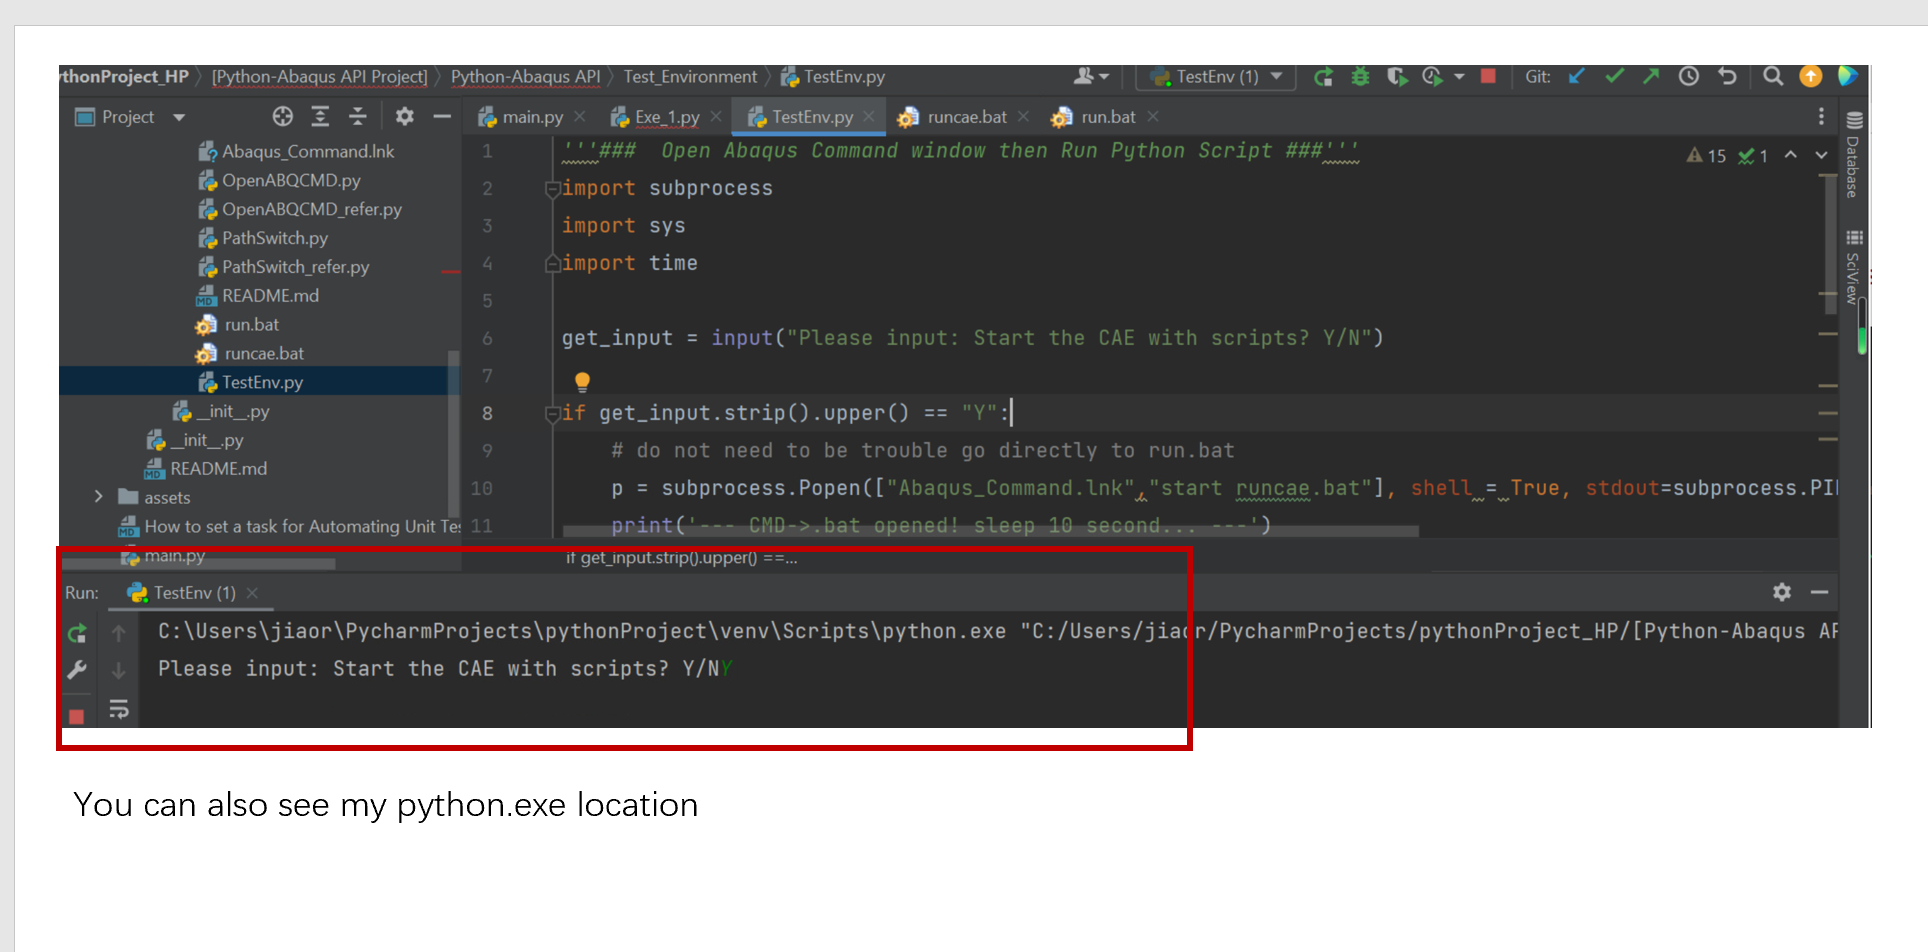 ythonProject_HP [Python-Abaqus API Project] Python-Abaqus API Test_Environment TestEnv.py TestEnv (1) Git:
Project main.py Exe_1.py TestEnv.py runcae.bat run.bat
Abaqus_Command.lnk
OpenABQCMD.py
OpenABQCMD_refer.py
PathSwitch.py
PathSwitch_refer.py
README.md
run.bat
runcae.bat
TestEnv.py
__init__.py
__init__.py
README.md
assets
How to set a task for Automating Unit Tes
main.py
1 '''### Open Abaqus Command window then Run Python Script ###'''
2 import subprocess
3 import sys
4 import time
5
6 get_input = input("Please input: Start the CAE with scripts? Y/N")
7
8 if get_input.strip().upper() == "Y":
9 # do not need to be trouble go directly to run.bat
10 p = subprocess.Popen(["Abaqus_Command.lnk","start runcae.bat"], shell = True, stdout=subprocess.PI
11 print('--- CMD->.bat opened! sleep 10 second... ---')
15 1
Database
SciView
if get_input.strip().upper() ==...
Run: TestEnv (1)
C:\Users\jiaor\PycharmProjects\pythonProject\venv\Scripts\python.exe "C:/Users/jiaor/PycharmProjects/pythonProject_HP/[Python-Abaqus AP
Please input: Start the CAE with scripts? Y/NY
You can also see my python.exe location